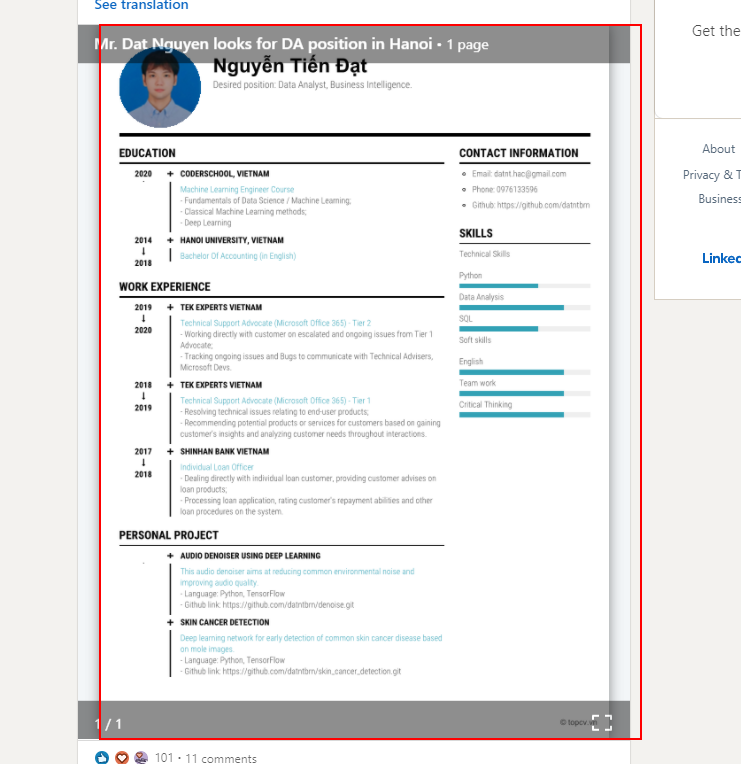 See translation
Mr. Dat Nguyen looks for DA position in Hanoi • 1 page
Nguyễn Tiến Đạt
Desired position: Data Analyst, Business Intelligence.
EDUCATION
2020
CODERSCHOOL, VIETNAM
Machine Learning Engineer Course
- Fundamentals of Data Science / Machine Learning;
- Classical Machine Learning methods;
- Deep Learning
2014
2018
HANOI UNIVERSITY, VIETNAM
Bachelor Of Accounting (in English)
WORK EXPERIENCE
2019
2020
TEK EXPERTS VIETNAM
Technical Support Advocate (Microsoft Office 365) - Tier 2
- Working directly with customer on escalated and ongoing issues from Tier 1
Advocate;
- Tracking ongoing issues and Bugs to communicate with Technical Advisers,
Microsoft Devs.
2018
2019
TEK EXPERTS VIETNAM
Technical Support Advocate (Microsoft Office 365) - Tier 1
- Resolving technical issues relating to end-user products;
- Recommending potential products or services for customers based on gaining
customer's insights and analyzing customer needs throughout interactions.
2017
2018
SHINHAN BANK VIETNAM
Individual Loan Officer
- Dealing directly with individual loan customer, providing customer advises on
loan products;
- Processing loan application, rating customer's repayment abilities and other
loan procedures on the system.
PERSONAL PROJECT
AUDIO DENOISER USING DEEP LEARNING
This audio denoiser aims at reducing common environmental noise and
improving audio quality.
- Language: Python, TensorFlow
- Github link: https://github.com/datntbrn/denoise.git
SKIN CANCER DETECTION
Deep learning network for early detection of common skin cancer disease based
on mole images.
- Language: Python, TensorFlow
- Github link: https://github.com/datntbrn/skin_cancer_detection.git
CONTACT INFORMATION
Email: datnt.hac@gmail.com
Phone: 0976133596
Github: https://github.com/datntbrn
SKILLS
Technical Skills
Python
Data Analysis
SQL
Soft skills
English
Team work
Critical Thinking
1 / 1
© topcv.vn
101 • 11 comments
Get the
About
Privacy & T
Business
Linked